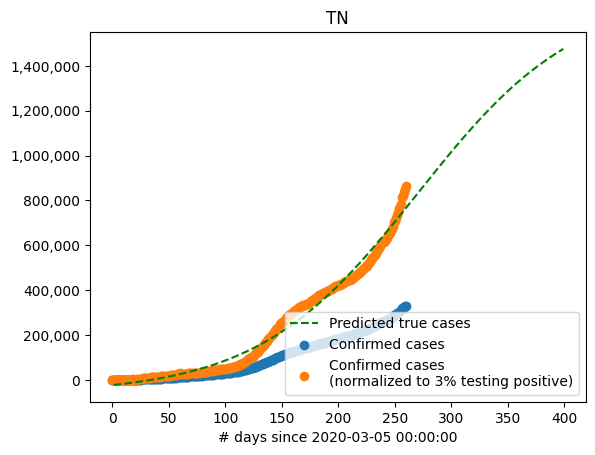 TN
1,400,000
1,200,000
1,000,000
800,000
600,000
400,000
200,000
0
Predicted true cases
Confirmed cases
Confirmed cases
(normalized to 3% testing positive)
0 50 100 150 200 250 300 350 400
# days since 2020-03-05 00:00:00